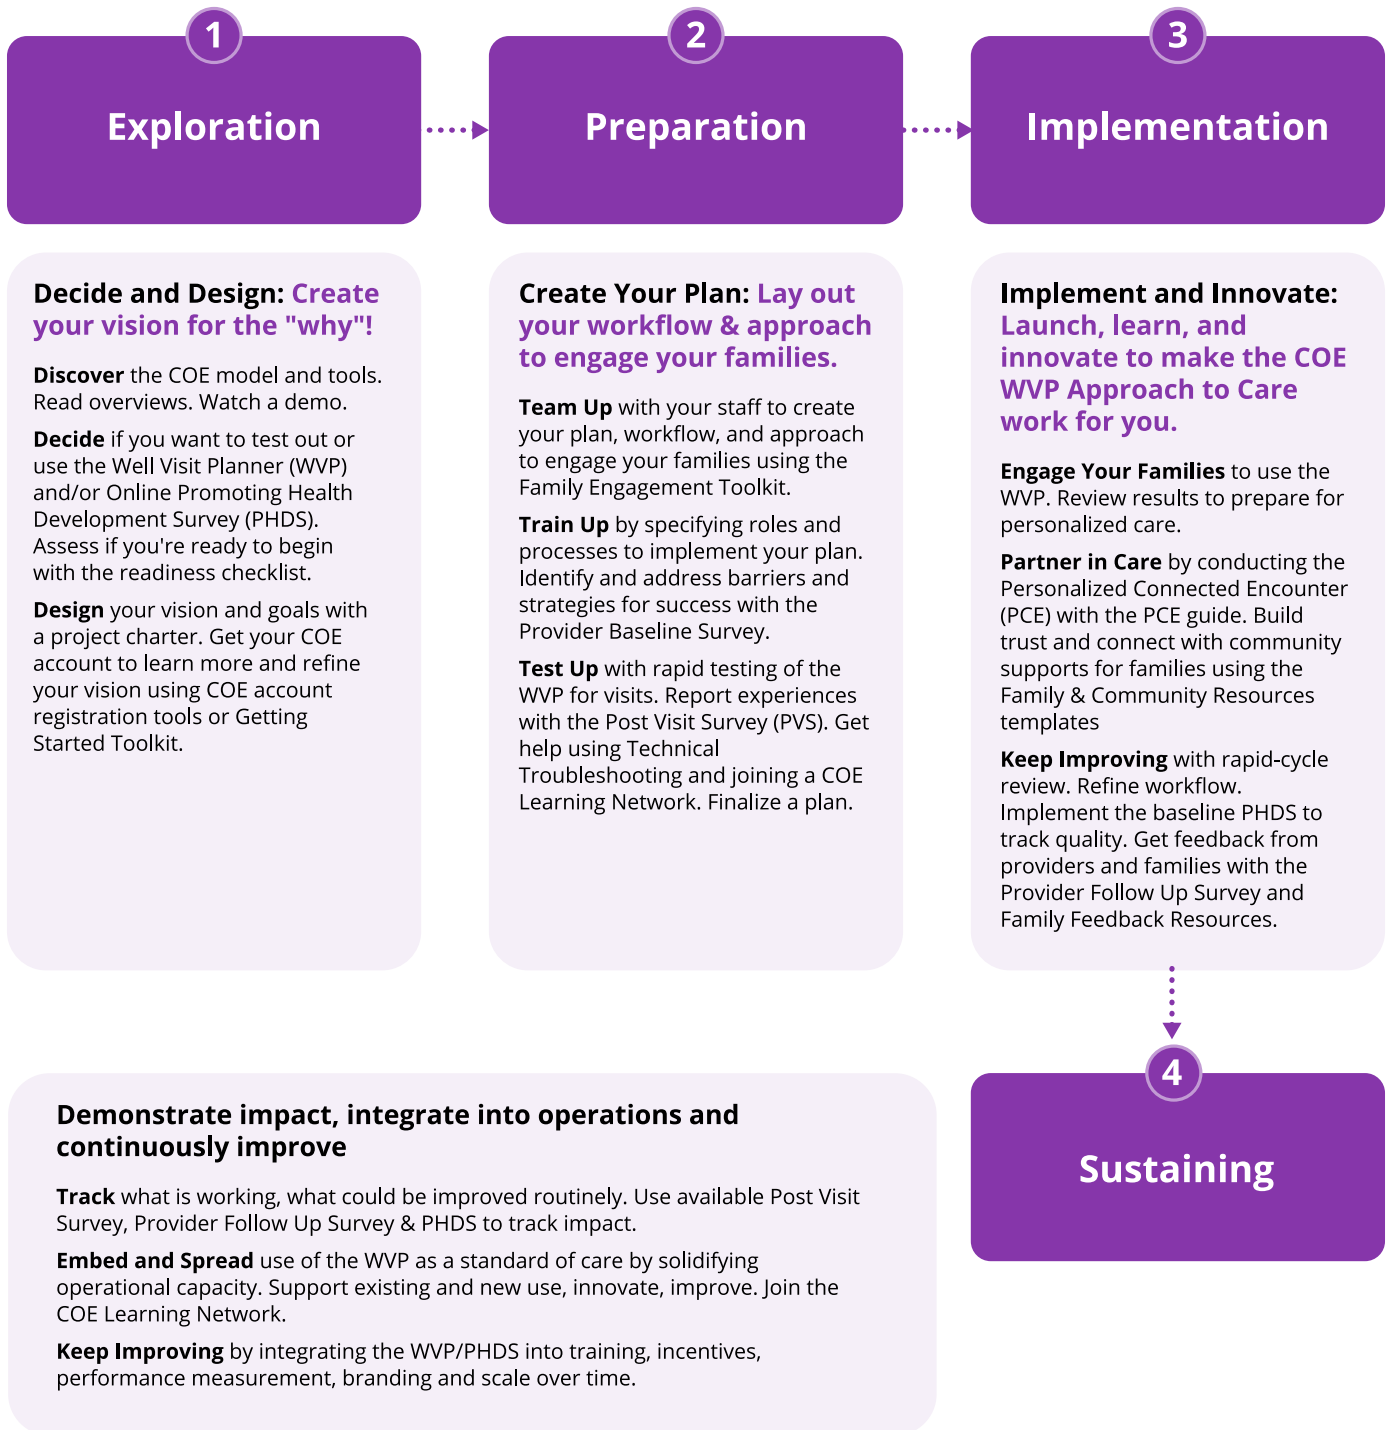 1
Exploration
Decide and Design: Create
your vision for the "why"!
Discover the COE model and tools.
Read overviews. Watch a demo.
Decide if you want to test out or
use the Well Visit Planner (WVP)
and/or Online Promoting Health
Development Survey (PHDS).
Assess if you're ready to begin
with the readiness checklist.
Design your vision and goals with
a project charter. Get your COE
account to learn more and refine
your vision using COE account
registration tools or Getting
Started Toolkit.
2
Preparation
Create Your Plan: Lay out
your workflow & approach
to engage your families.
Team Up with your staff to create
your plan, workflow, and approach
to engage your families using the
Family Engagement Toolkit.
Train Up by specifying roles and
processes to implement your plan.
Identify and address barriers and
strategies for success with the
Provider Baseline Survey.
Test Up with rapid testing of the
WVP for visits. Report experiences
with the Post Visit Survey (PVS). Get
help using Technical
Troubleshooting and joining a COE
Learning Network. Finalize a plan.
3
Implementation
Implement and Innovate:
Launch, learn, and
innovate to make the COE
WVP Approach to Care
work for you.
Engage Your Families to use the
WVP. Review results to prepare for
personalized care.
Partner in Care by conducting the
Personalized Connected Encounter
(PCE) with the PCE guide. Build
trust and connect with community
supports for families using the
Family & Community Resources
templates
Keep Improving with rapid-cycle
review. Refine workflow.
Implement the baseline PHDS to
track quality. Get feedback from
providers and families with the
Provider Follow Up Survey and
Family Feedback Resources.
4
Sustaining
Demonstrate impact, integrate into operations and
continuously improve
Track what is working, what could be improved routinely. Use available Post Visit
Survey, Provider Follow Up Survey & PHDS to track impact.
Embed and Spread use of the WVP as a standard of care by solidifying
operational capacity. Support existing and new use, innovate, improve. Join the
COE Learning Network.
Keep Improving by integrating the WVP/PHDS into training, incentives,
performance measurement, branding and scale over time.